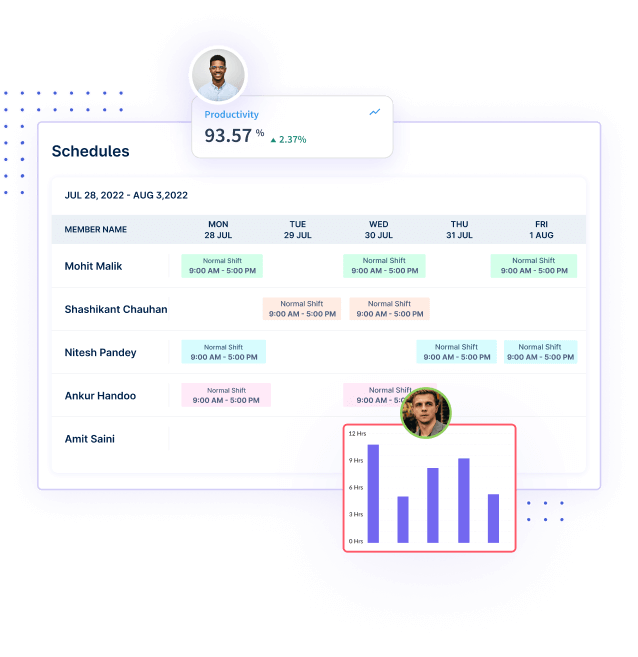 Productivity
93.57 % ▲ 2.37%
Schedules
JUL 28, 2022 - AUG 3,2022
MEMBER NAME
MON
28 JUL
TUE
29 JUL
WED
30 JUL
THU
31 JUL
FRI
1 AUG
Mohit Malik
Normal Shift
9:00 AM - 5:00 PM
Normal Shift
9:00 AM - 5:00 PM
Normal Shift
9:00 AM - 5:00 PM
Shashikant Chauhan
Normal Shift
9:00 AM - 5:00 PM
Normal Shift
9:00 AM - 5:00 PM
Nitesh Pandey
Normal Shift
9:00 AM - 5:00 PM
Normal Shift
9:00 AM - 5:00 PM
Normal Shift
9:00 AM - 5:00 PM
Ankur Handoo
Normal Shift
9:00 AM - 5:00 PM
Normal Shift
9:00 AM - 5:0
Amit Saini
12 Hrs
9 Hrs
6 Hrs
3 Hrs
0 Hrs